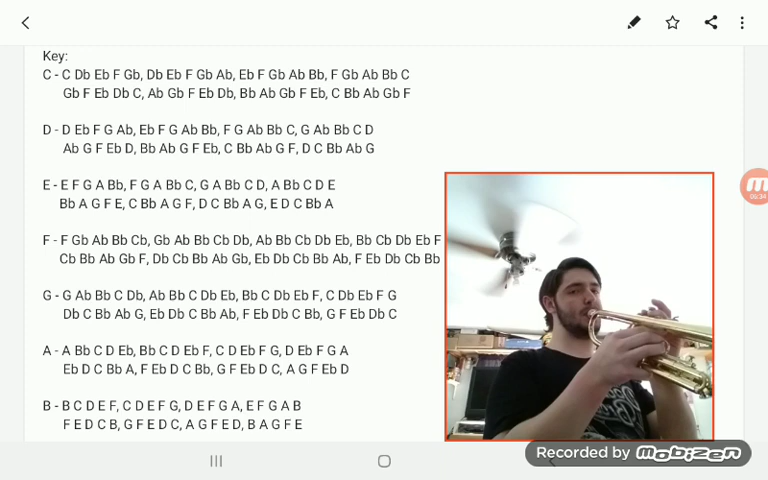 Key:
C - C Db Eb F Gb, Db Eb F Gb Ab, Eb F Gb Ab Bb, F Gb Ab Bb C
Gb F Eb Db C, Ab Gb F Eb Db, Bb Ab Gb F Eb, C Bb Ab Gb F
D - D Eb F G Ab, Eb F G Ab Bb, F G Ab Bb C, G Ab Bb C D
Ab G F Eb D, Bb Ab G F Eb, C Bb Ab G F, D C Bb Ab G
E - E F G A Bb, F G A Bb C, G A Bb C D, A Bb C D E
Bb A G F E, C Bb A G F, D C Bb A G, E D C Bb A
F - F Gb Ab Bb Cb, Gb Ab Bb Cb Db, Ab Bb Cb Db Eb, Bb Cb Db Eb F
Cb Bb Ab Gb F, Db Cb Bb Ab Gb, Eb Db Cb Bb Ab, F Eb Db Cb Bb
G - G Ab Bb C Db, Ab Bb C Db Eb, Bb C Db Eb F, C Db Eb F G
Db C Bb Ab G, Eb Db C Bb Ab, F Eb Db C Bb, G F Eb Db C
A - A Bb C D Eb, Bb C D Eb F, C D Eb F G, D Eb F G A
Eb D C Bb A, F Eb D C Bb, G F Eb D C, A G F Eb D
B - B C D E F, C D E F G, D E F G A, E F G A B
F E D C B, G F E D C, A G F E D, B A G F E
Recorded by mobizen